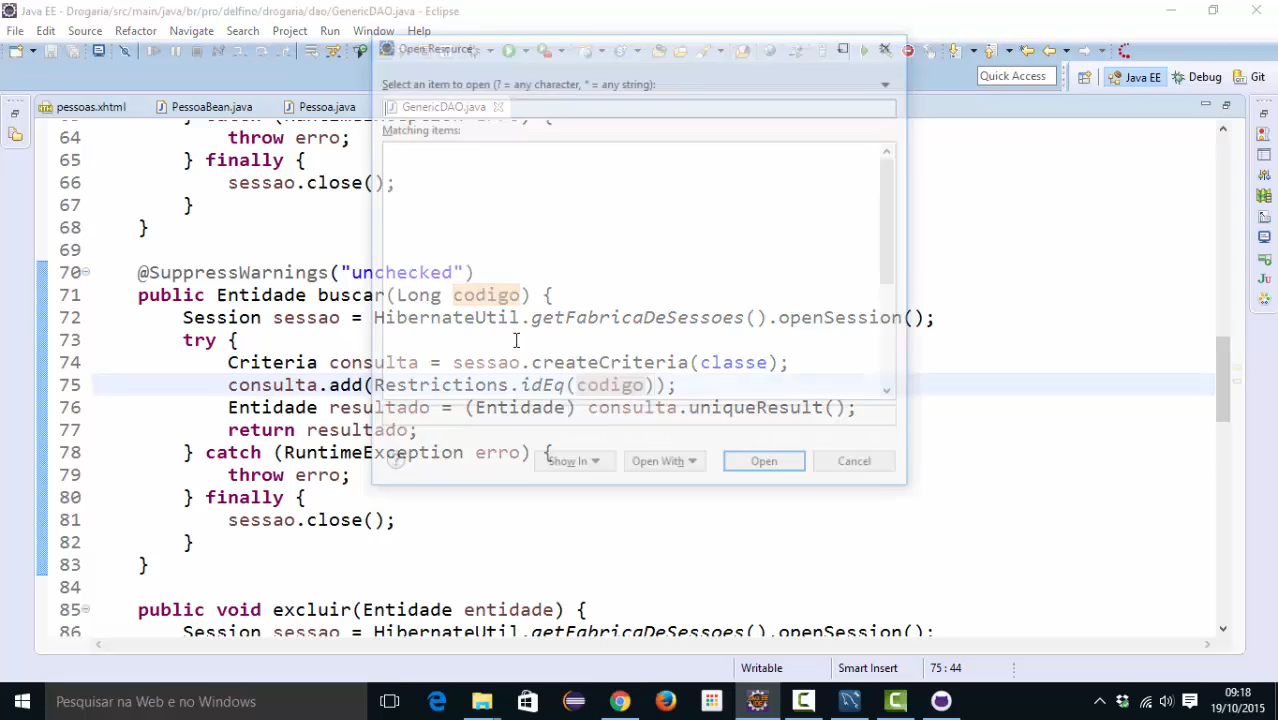 Java EE - Drogaria/src/main/java/br/pro/delfino/drogaria/dao/GenericDAO.java - Eclipse
File Edit Source Refactor Navigate Search Project Run Window Help
Open Resource
Quick Access Java EE Debug Git
Select an item to open (? = any character, * = any string):
pessoas.xhtml PessoaBean.java Pessoa.java GenericDAO.java
Matching items:
64 throw erro;
65 } finally {
66 sessao.close();
67 }
68 }
69
70 @SuppressWarnings("unchecked")
71 public Entidade buscar(Long codigo) {
72 Session sessao = HibernateUtil.getFabricaDeSessoes().openSession();
73 try {
74 Criteria consulta = sessao.createCriteria(classe);
75 consulta.add(Restrictions.idEq(codigo));
76 Entidade resultado = (Entidade) consulta.uniqueResult();
77 return resultado;
78 } catch (RuntimeException erro) {
Show In Open With Open Cancel
79 throw erro;
80 } finally {
81 sessao.close();
82 }
83 }
84
85 public void excluir(Entidade entidade) {
86 Session sessao = HibernateUtil.getFabricaDeSessoes().openSession();
Writable Smart Insert 75 : 44
Pesquisar na Web e no Windows
09:18
19/10/2015